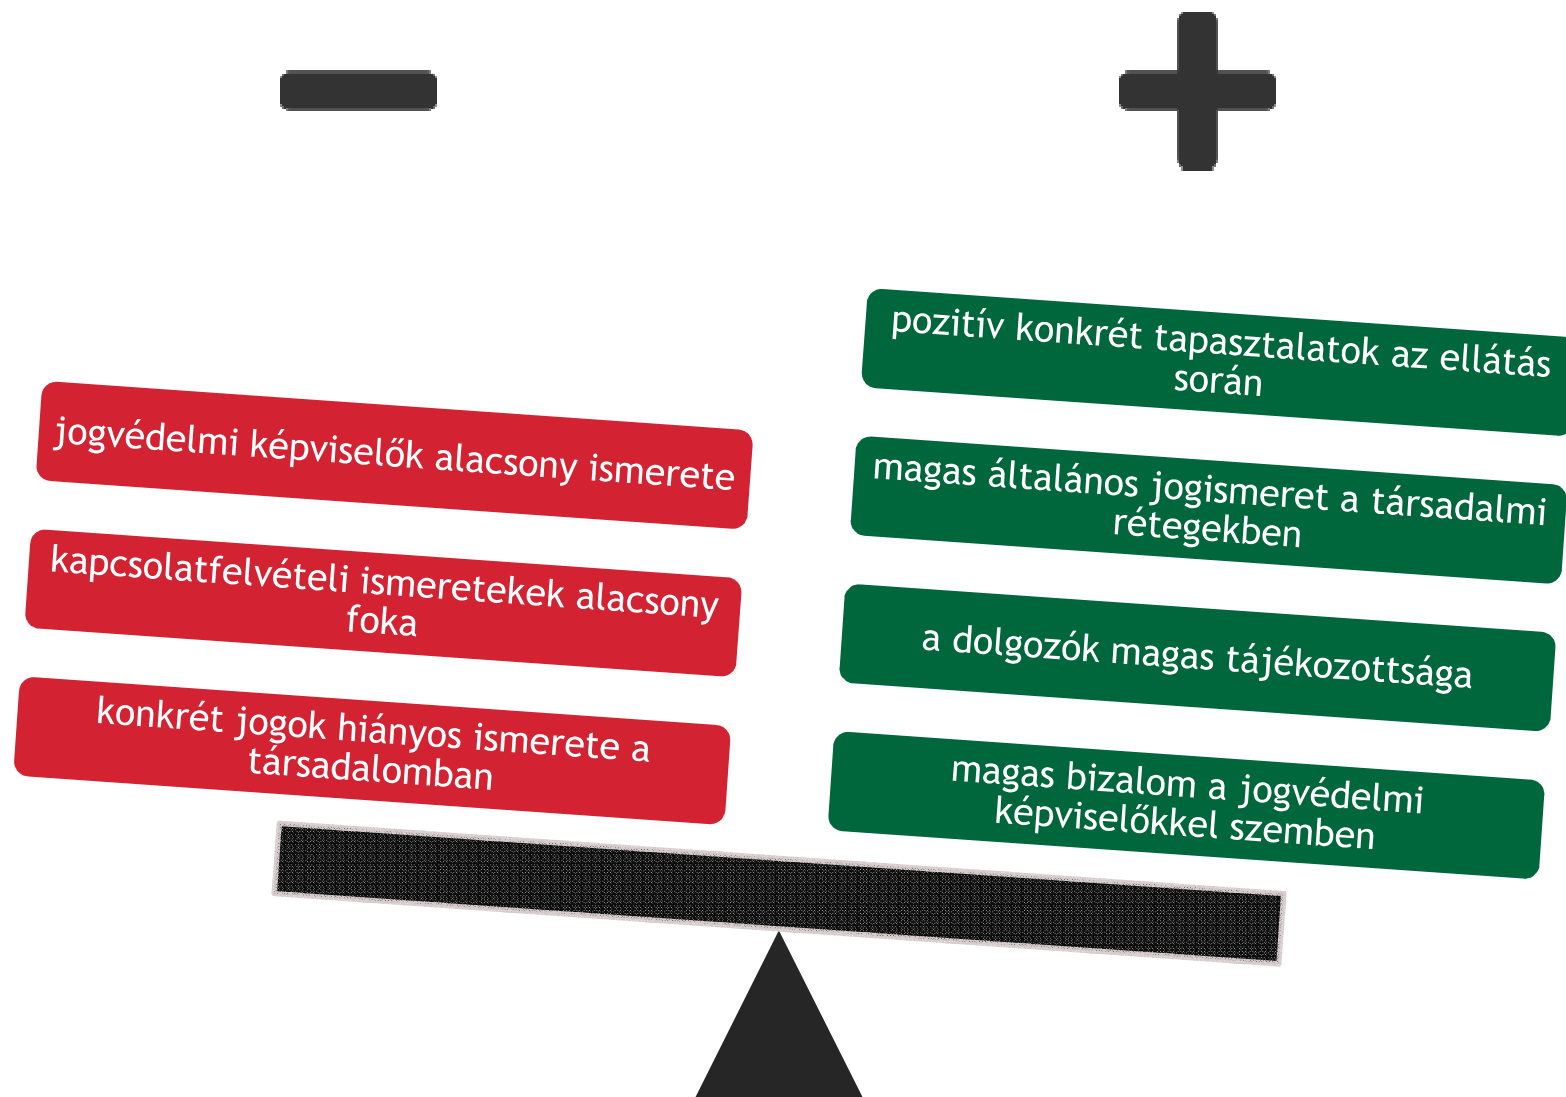 jogvédelmi képviselők alacsony ismerete
kapcsolatfelvételi ismeretekek alacsony
foka
konkrét jogok hiányos ismerete a
társadalomban
pozitív konkrét tapasztalatok az ellátás
során
magas általános jogismeret a társadalmi
rétegekben
a dolgozók magas tájékozottsága
magas bizalom a jogvédelmi
képviselőkkel szemben